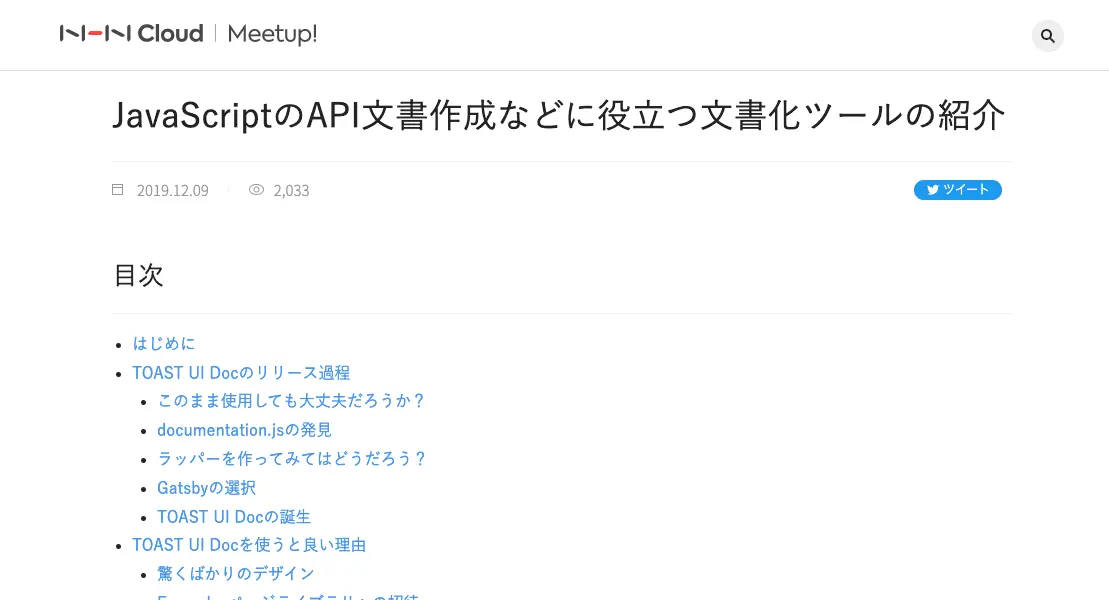 NHN Cloud Meetup!
JavaScriptのAPI文書作成などに役立つ文書化ツールの紹介
2019.12.09 2,033 ツイート
目次
はじめに
TOAST UI Docのリリース過程
このまま使用しても大丈夫だろうか？
documentation.jsの発見
ラッパーを作ってみてはどうだろう？
Gatsbyの選択
TOAST UI Docの誕生
TOAST UI Docを使うと良い理由
驚くばかりのデザイン